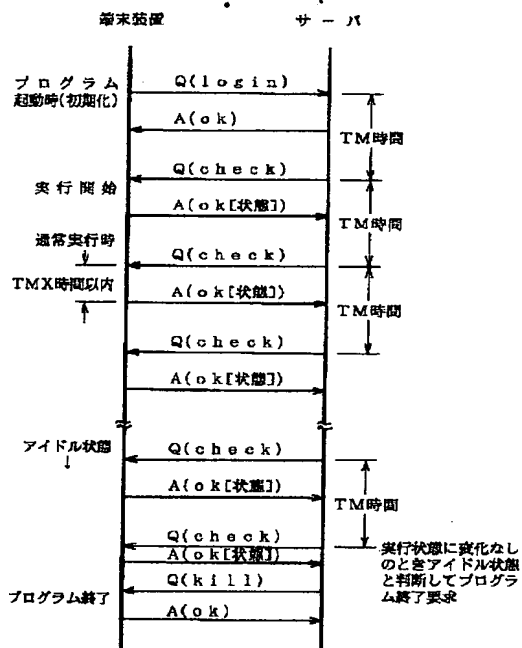 端末装置 サーバ
プログラム
起動時(初期化)
Q(login)
A(ok)
TM時間
Q(check)
実行開始
A(ok[状態])
TM時間
通常実行時
Q(check)
TMX時間以内
A(ok[状態])
TM時間
Q(check)
A(ok[状態])
アイドル状態
Q(check)
A(ok[状態])
TM時間
Q(check)
A(ok[状態])
実行状態に変化なし
のときアイドル状態
と判断してプログラ
ム終了要求
Q(kill)
プログラム終了
A(ok)